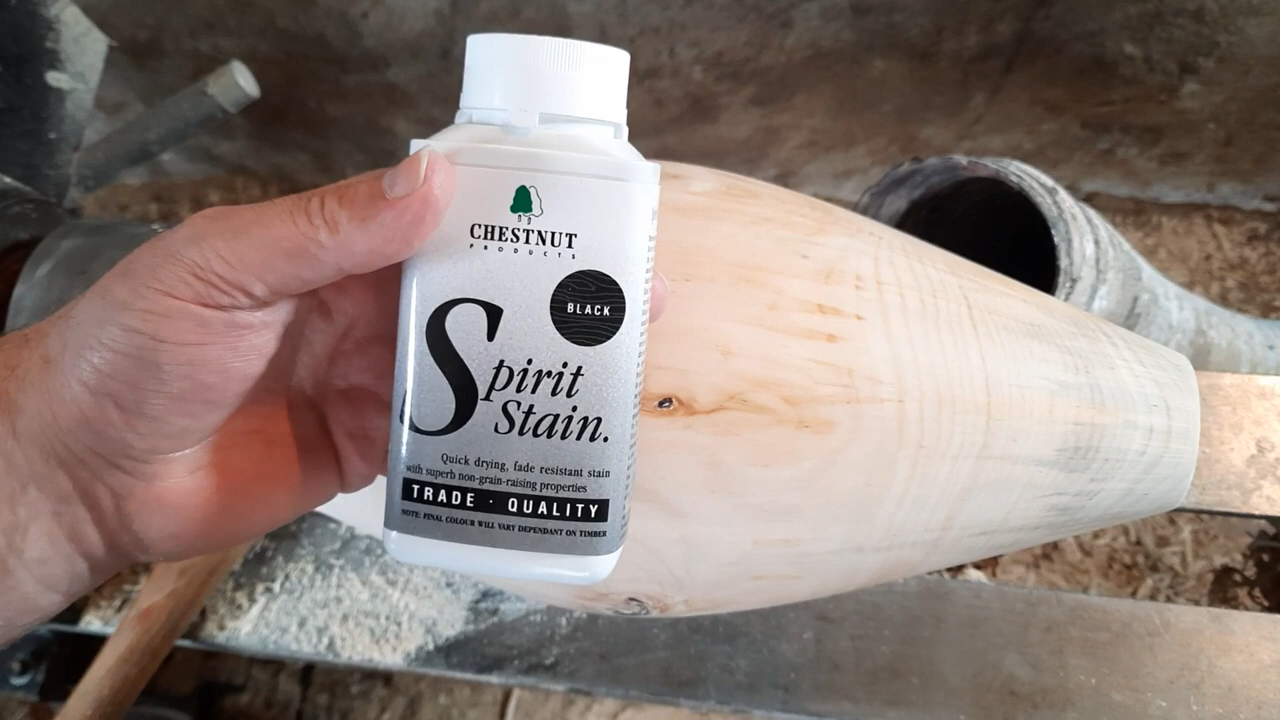 CHESTNUT
PRODUCTS
BLACK
Spirit
Stain.
Quick drying, fade resistant stain
with superb non-grain-raising properties
TRADE · QUALITY
NOTE: FINAL COLOUR WILL VARY DEPENDANT ON TIMBER